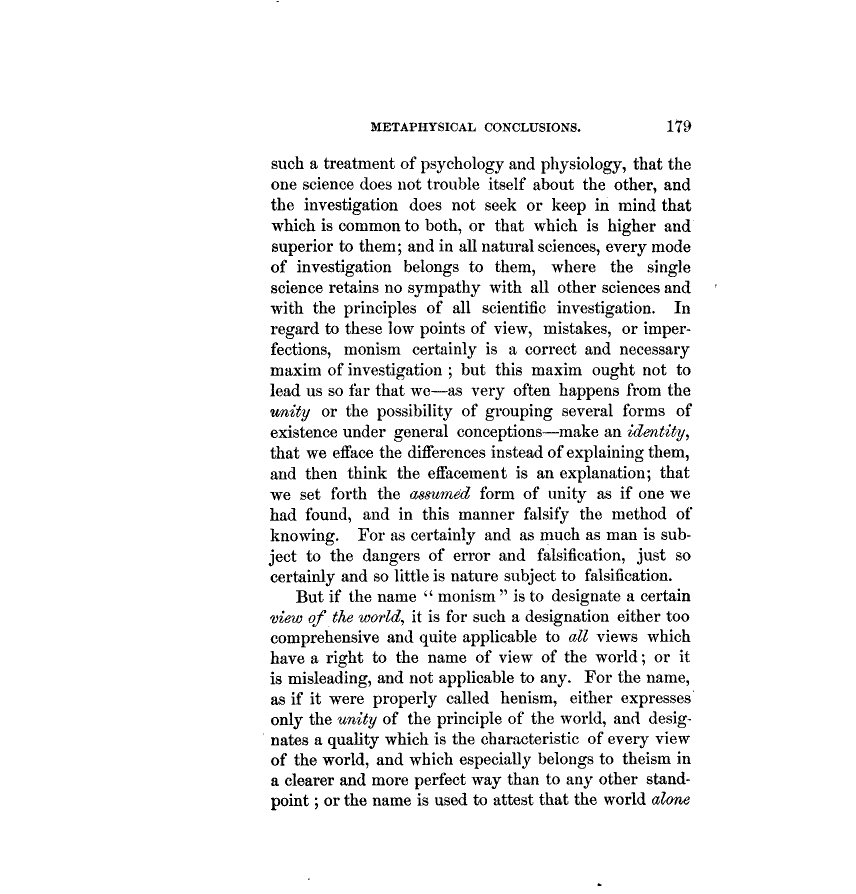 METAPHYSICAL CONCLUSIONS. 179
such a treatment of psychology and physiology, that the
one science does not trouble itself about the other, and
the investigation does not seek or keep in mind that
which is common to both, or that which is higher and
superior to them; and in all natural sciences, every mode
of investigation belongs to them, where the single
science retains no sympathy with all other sciences and
with the principles of all scientific investigation. In
regard to these low points of view, mistakes, or imper-
fections, monism certainly is a correct and necessary
maxim of investigation ; but this maxim ought not to
lead us so far that we—as very often happens from the
unity or the possibility of grouping several forms of
existence under general conceptions—make an identity,
that we efface the differences instead of explaining them,
and then think the effacement is an explanation; that
we set forth the assumed form of unity as if one we
had found, and in this manner falsify the method of
knowing. For as certainly and as much as man is sub-
ject to the dangers of error and falsification, just so
certainly and so little is nature subject to falsification.
But if the name “ monism ” is to designate a certain
view of the world, it is for such a designation either too
comprehensive and quite applicable to all views which
have a right to the name of view of the world; or it
is misleading, and not applicable to any. For the name,
as if it were properly called henism, either expresses
only the unity of the principle of the world, and desig-
nates a quality which is the characteristic of every view
of the world, and which especially belongs to theism in
a clearer and more perfect way than to any other stand-
point ; or the name is used to attest that the world alone